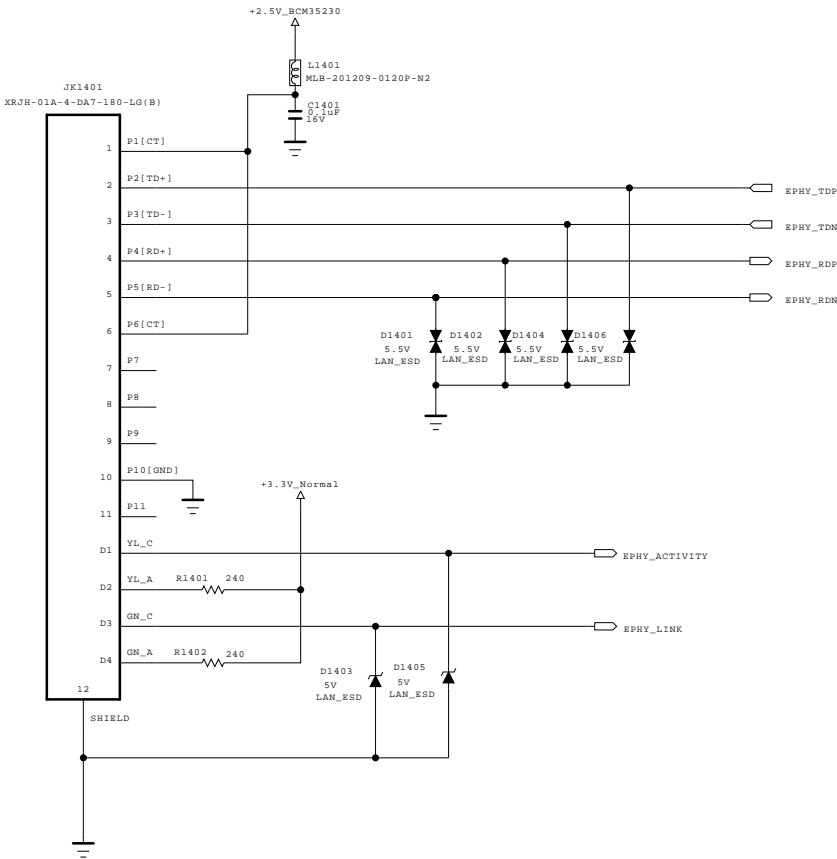 +2.5V_BCM35230
L1401
MLB-201209-0120P-N2
C1401
0.1uF
16V
JK1401
XRJH-01A-4-DA7-180-LG(B)
1 P1[CT]
2 P2[TD+]
EPHY_TDP
3 P3[TD-]
EPHY_TDN
4 P4[RD+]
EPHY_RDP
5 P5[RD-]
EPHY_RDN
6 P6[CT]
D1401
5.5V
LAN_ESD
D1402
5.5V
LAN_ESD
D1404
5.5V
LAN_ESD
D1406
5.5V
LAN_ESD
7 P7
8 P8
9 P9
10 P10[GND]
11 P11
+3.3V_Normal
D1 YL_C
EPHY_ACTIVITY
D2 YL_A R1401 240
D3 GN_C
EPHY_LINK
D4 GN_A R1402 240
D1403
5V
LAN_ESD
D1405
5V
LAN_ESD
12
SHIELD